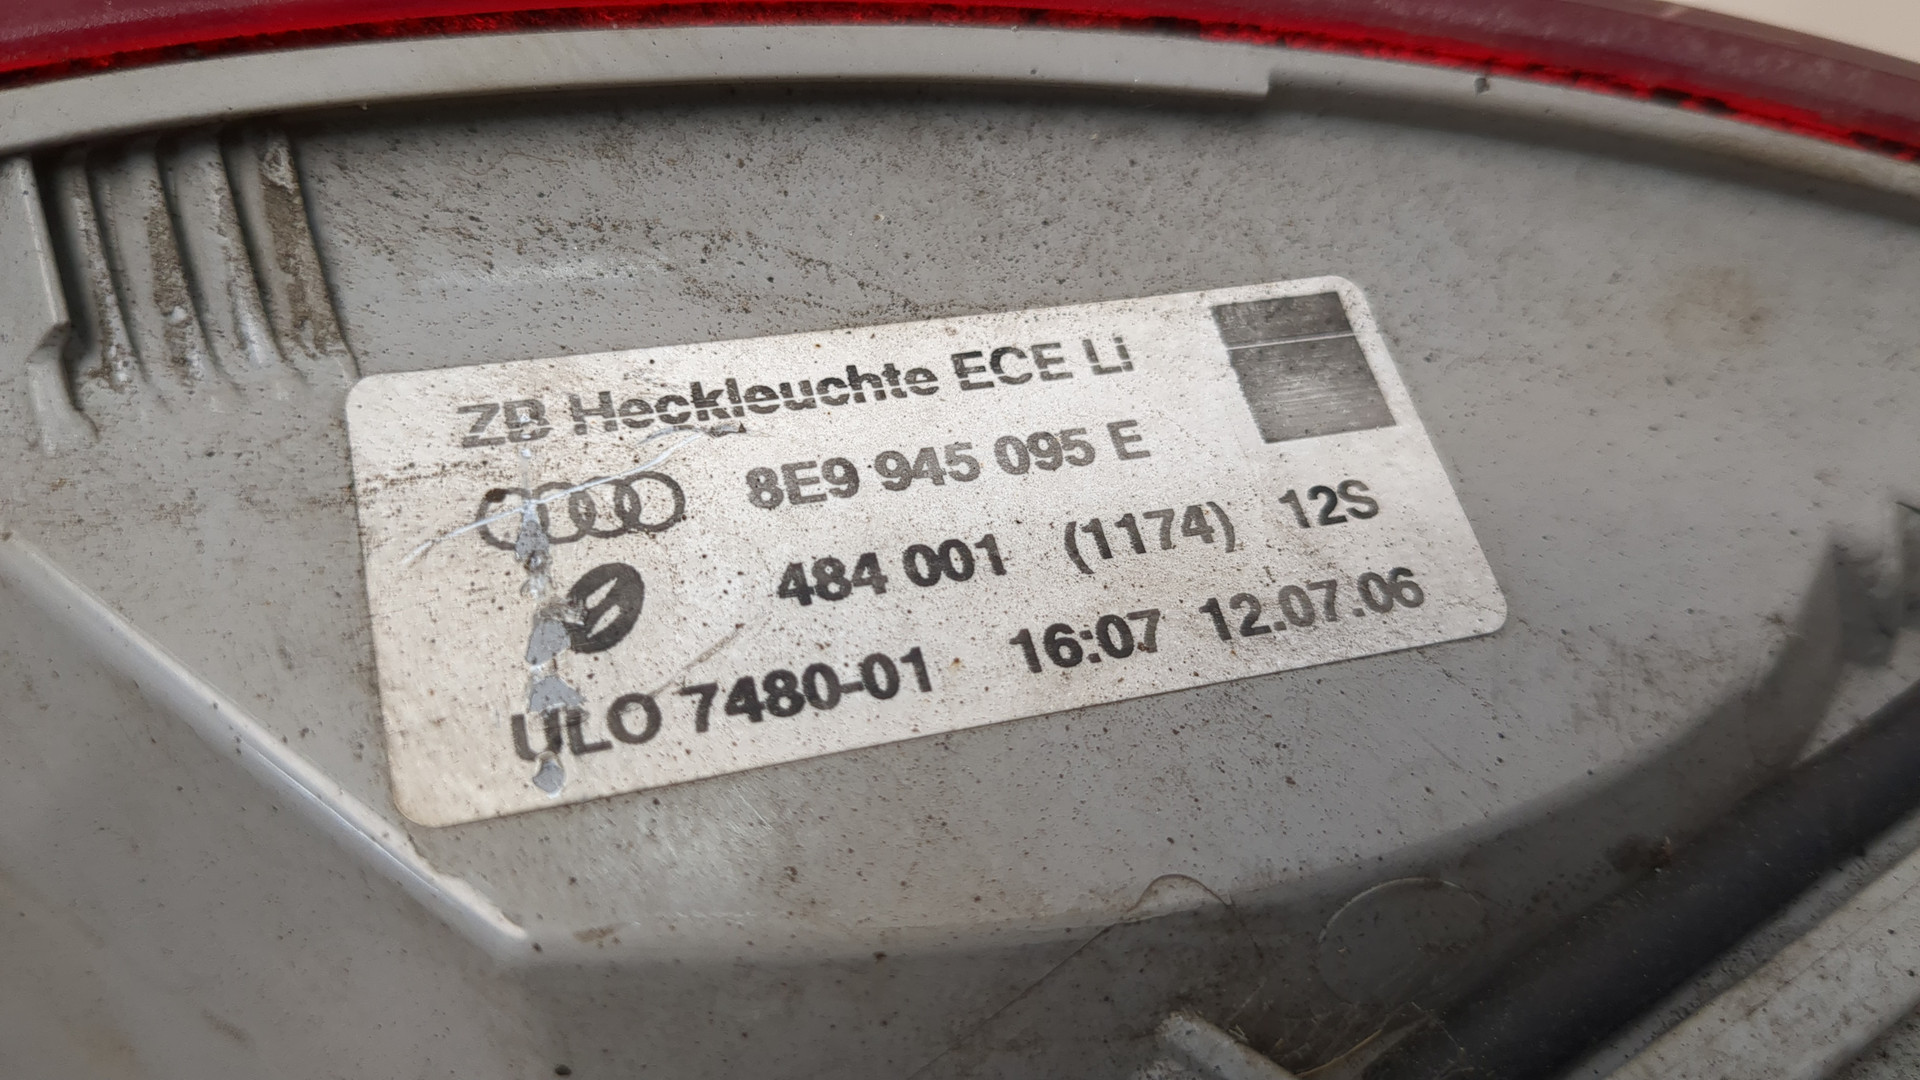 ZB Heckleuchte ECE Li
8E9 945 095 E
484 001 (1174) 12S
ULO 7480-01 16:07 12.07.06